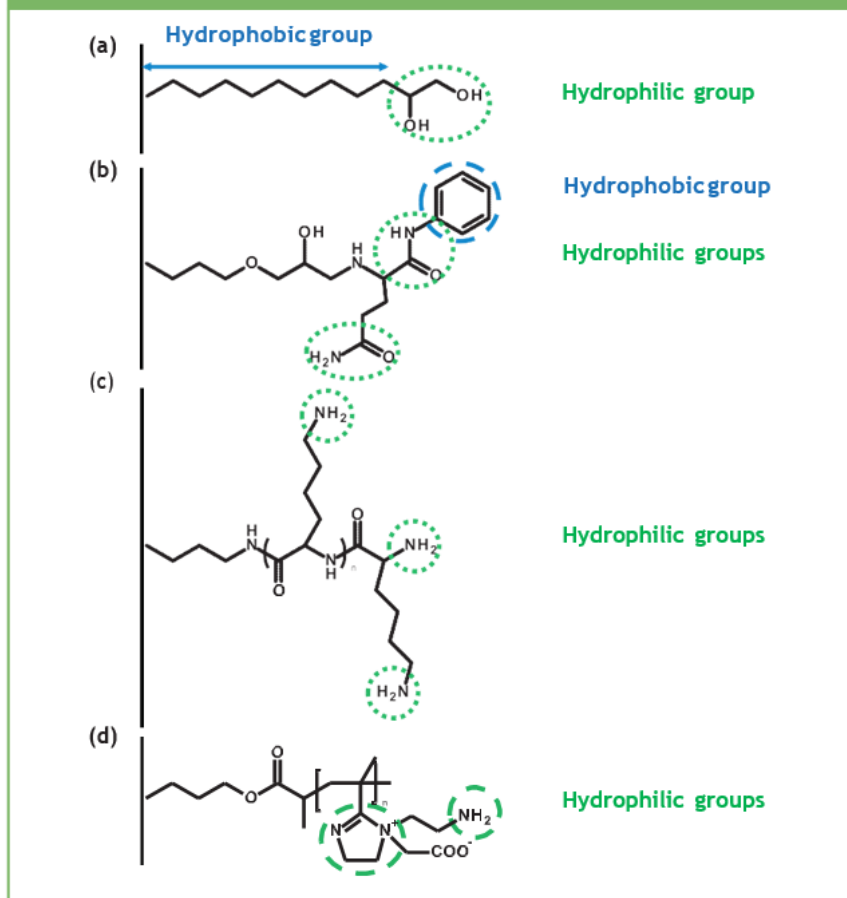 (a)
Hydrophobic group
OH
OH
Hydrophilic group
(b)
Hydrophobic group
OH
HN
H
N
O
O
Hydrophilic groups
H₂N
O
(c)
NH₂
H
N
O
NH₂
O
N
H
n
H₂N
Hydrophilic groups
(d)
O
O
n
N
N⁺
NH₂
COO⁻
Hydrophilic groups